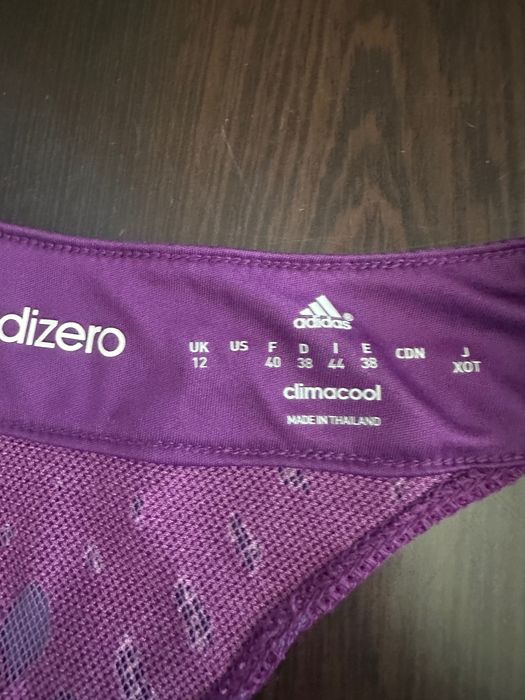 dizero
adidas®
UK US F D I E CDN J
12 40 38 44 38 XOT
climacool
MADE IN THAILAND